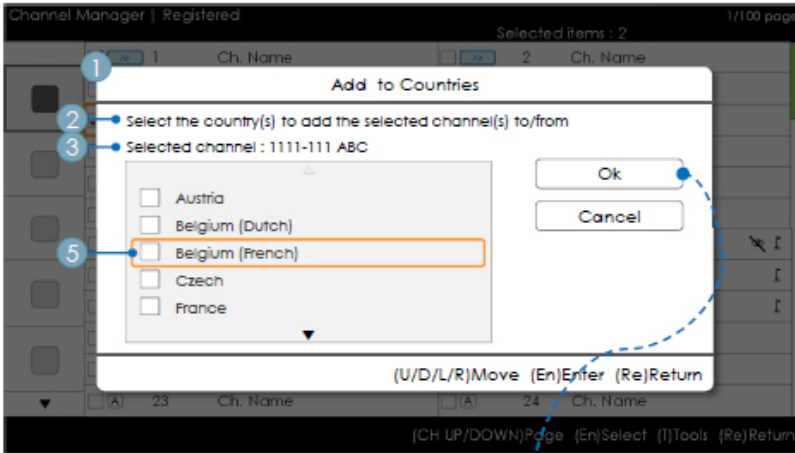 Channel Manager | Registered
1/100 page
Selected items : 2
Air 1 Ch. Name
Air 2 Ch. Name
1
Add to Countries
2
Select the country(s) to add the selected channel(s) to/from
3
Selected channel : 1111-111 ABC
Ok
Cancel
Austria
Belgium (Dutch)
5
Belgium (French)
Czech
France
(U/D/L/R)Move (En)Enter (Re)Return
A 23 Ch. Name
A 24 Ch. Name
(CH UP/DOWN)Page (En)Select (T)Tools (Re)Return